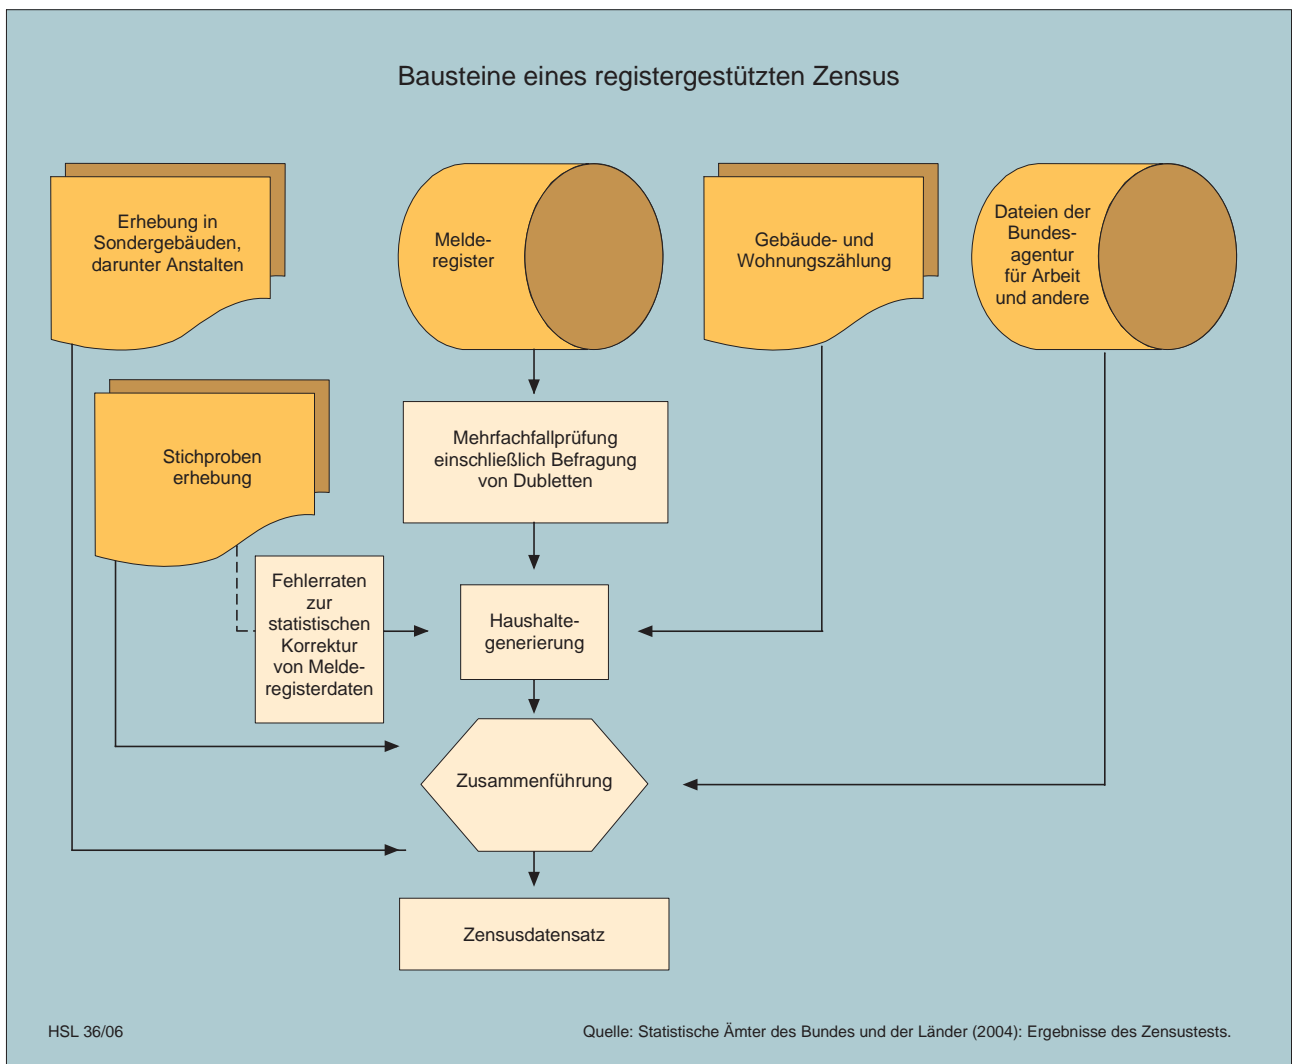 Bausteine eines registergestützten Zensus
Erhebung in
Sondergebäuden,
darunter Anstalten
Melde-
register
Gebäude- und
Wohnungszählung
Dateien der
Bundes-
agentur
für Arbeit
und andere
Stichproben
erhebung
Mehrfachfallprüfung
einschließlich Befragung
von Dubletten
Fehlerraten
zur
statistischen
Korrektur
von Melde-
registerdaten
Haushalte-
generierung
Zusammenführung
Zensusdatensatz
HSL 36/06
Quelle: Statistische Ämter des Bundes und der Länder (2004): Ergebnisse des Zensustests.